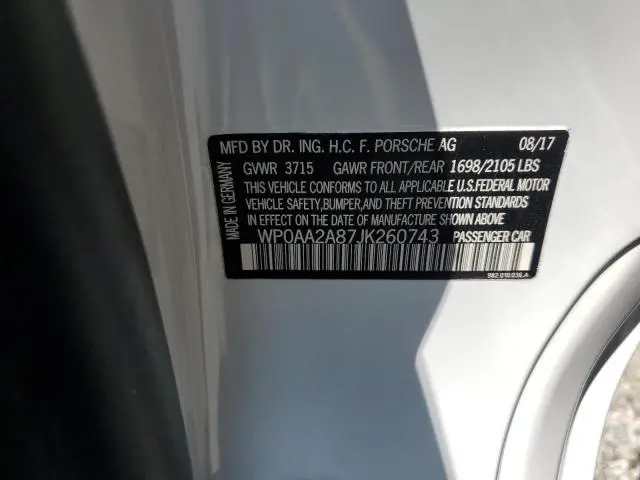 MFD BY DR. ING. H.C. F. PORSCHE AG 08/17
GVWR 3715 GAWR FRONT/REAR 1698/2105 LBS
THIS VEHICLE CONFORMS TO ALL APPLICABLE U.S.FEDERAL MOTOR
VEHICLE SAFETY,BUMPER,AND THEFT PREVENTION STANDARDS
IN EFFECT ON THE DATE OF MANUFACTURE SHOWN ABOVE
WP0AA2A87JK260743 PASSENGER CAR
982.010.036.A
MADE IN GERMANY